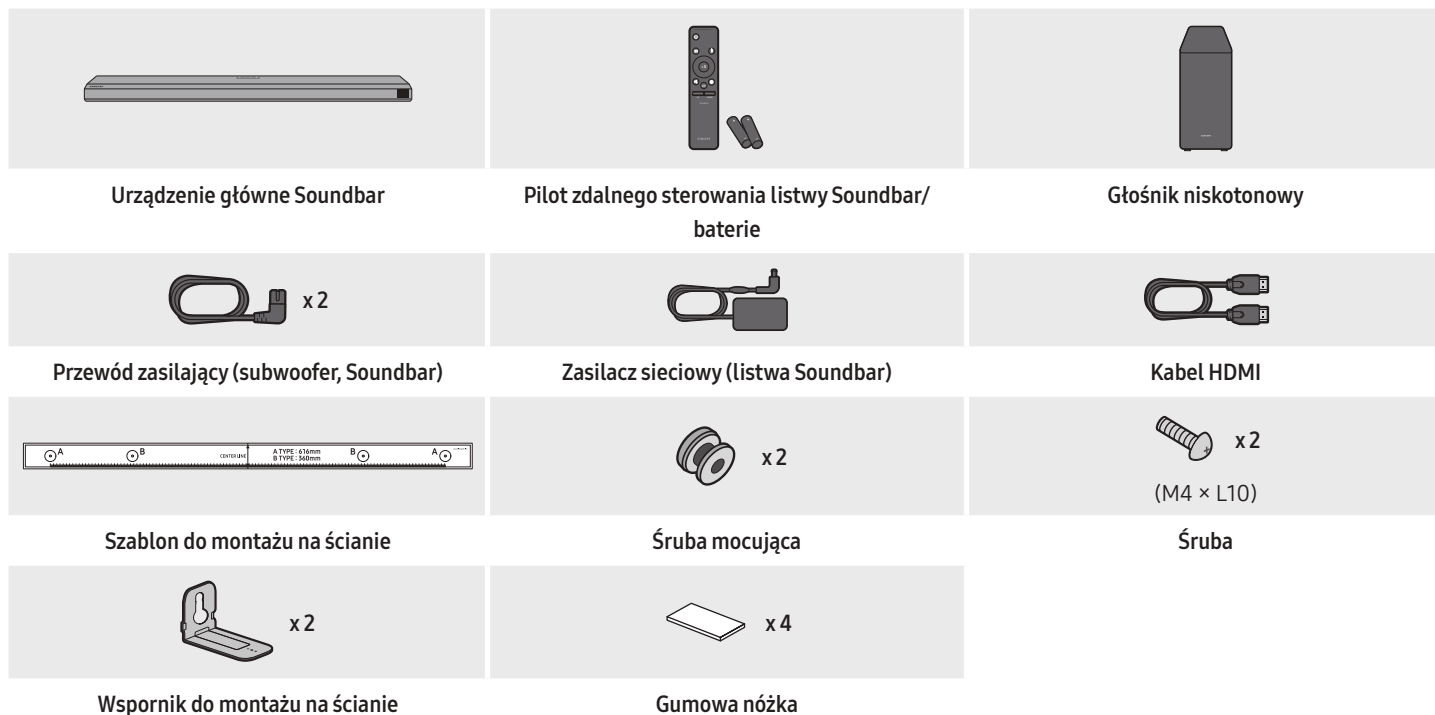 Urządzenie główne Soundbar
Pilot zdalnego sterowania listwy Soundbar/
baterie
Głośnik niskotonowy
x 2
Przewód zasilający (subwoofer, Soundbar)
Zasilacz sieciowy (listwa Soundbar)
Kabel HDMI
A
B
CENTER LINE
A TYPE : 616mm
B TYPE : 360mm
B
A
Szablon do montażu na ścianie
x 2
Śruba mocująca
x 2
(M4 × L10)
Śruba
x 2
Wspornik do montażu na ścianie
x 4
Gumowa nóżka